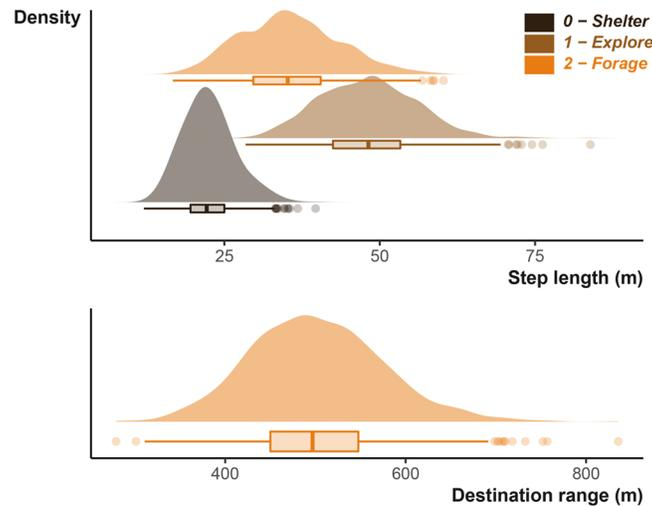 Density
0 − Shelter
1 − Explore
2 − Forage
25 50 75
Step length (m)
400 600 800
Destination range (m)